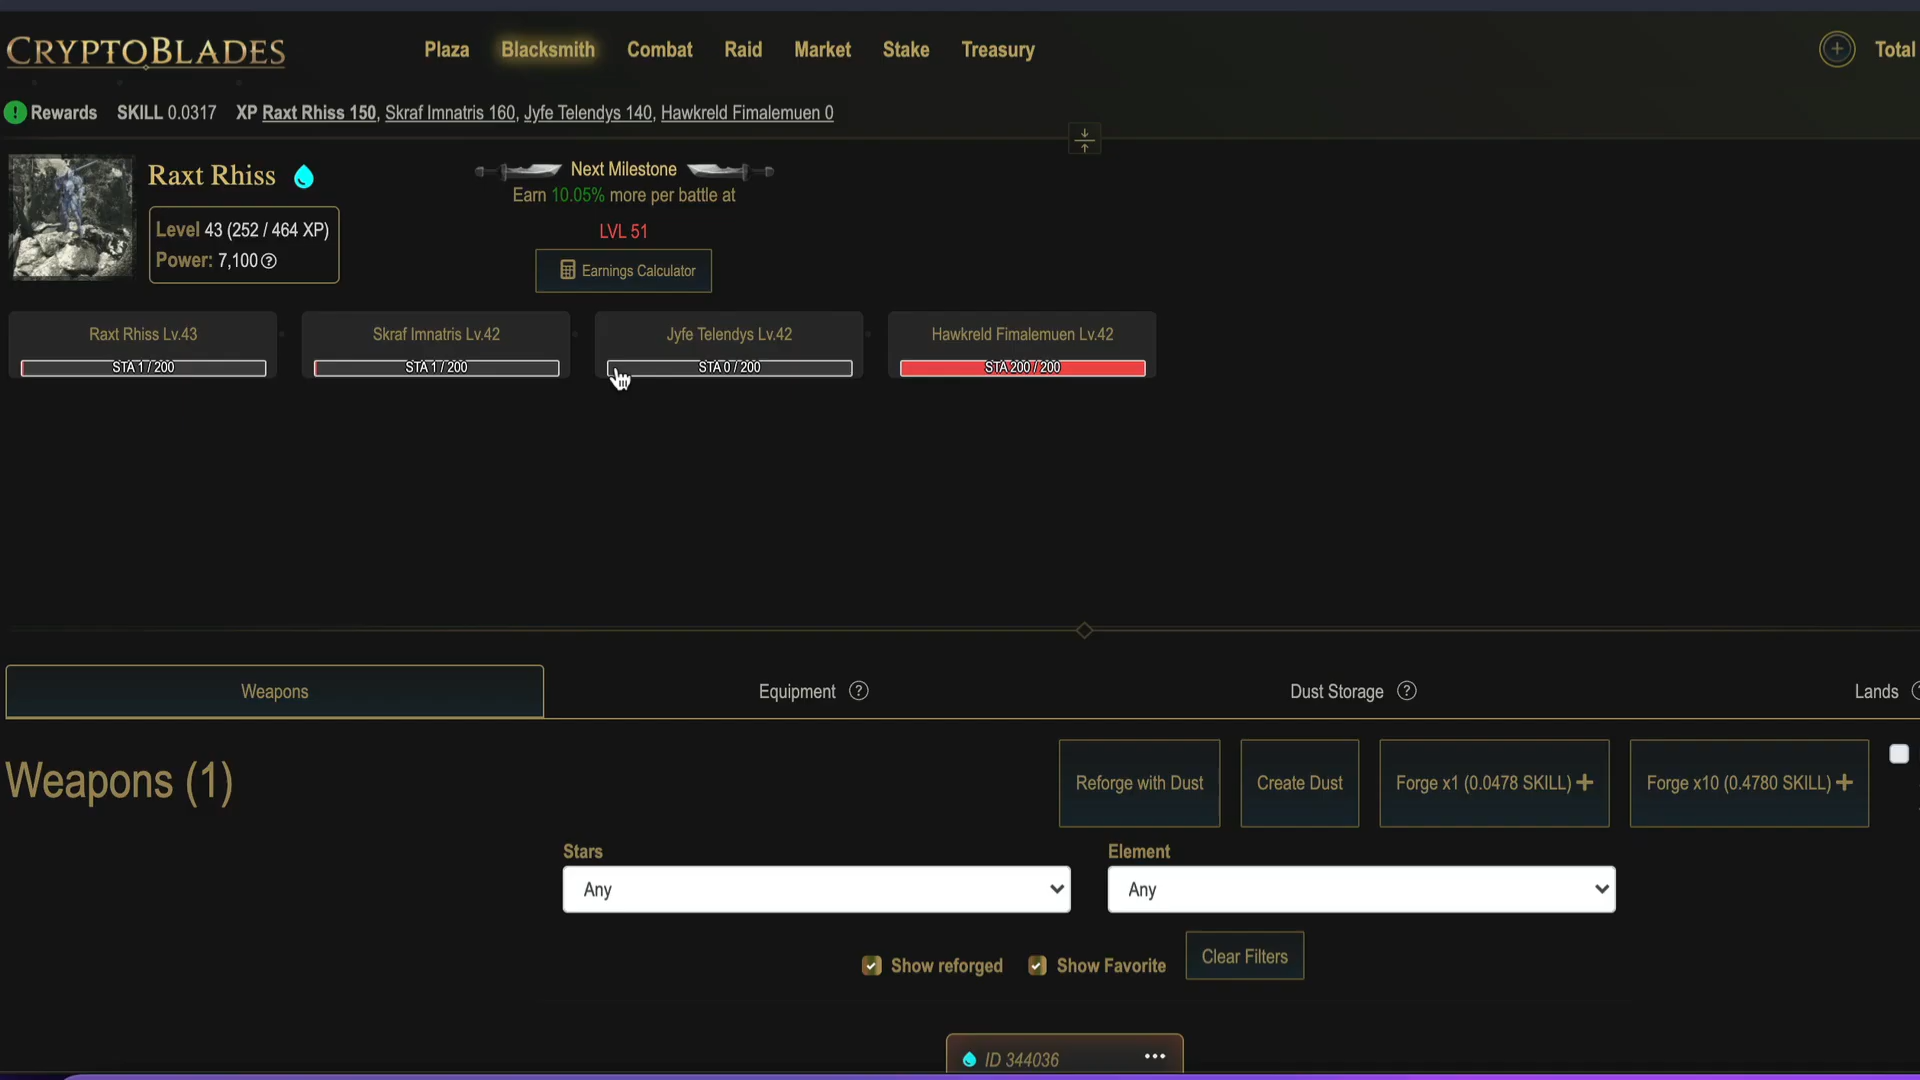 CRYPTOBLADES
Plaza Blacksmith Combat Raid Market Stake Treasury
Total
Rewards SKILL 0.0317 XP Raxt Rhiss 150, Skraf Imnatris 160, Jyfe Telendys 140, Hawkreld Fimalemuen 0
Raxt Rhiss
Level 43 (252 / 464 XP)
Power: 7,100
Next Milestone
Earn 10.05% more per battle at
LVL 51
Earnings Calculator
Raxt Rhiss Lv.43
STA 1 / 200
Skraf Imnatris Lv.42
STA 1 / 200
Jyfe Telendys Lv.42
STA 0 / 200
Hawkreld Fimalemuen Lv.42
STA 200 / 200
Weapons
Equipment ?
Dust Storage ?
Lands
Weapons (1)
Reforge with Dust
Create Dust
Forge x1 (0.0478 SKILL) +
Forge x10 (0.4780 SKILL) +
Stars
Any
Element
Any
Show reforged
Show Favorite
Clear Filters
ID 344036 •••